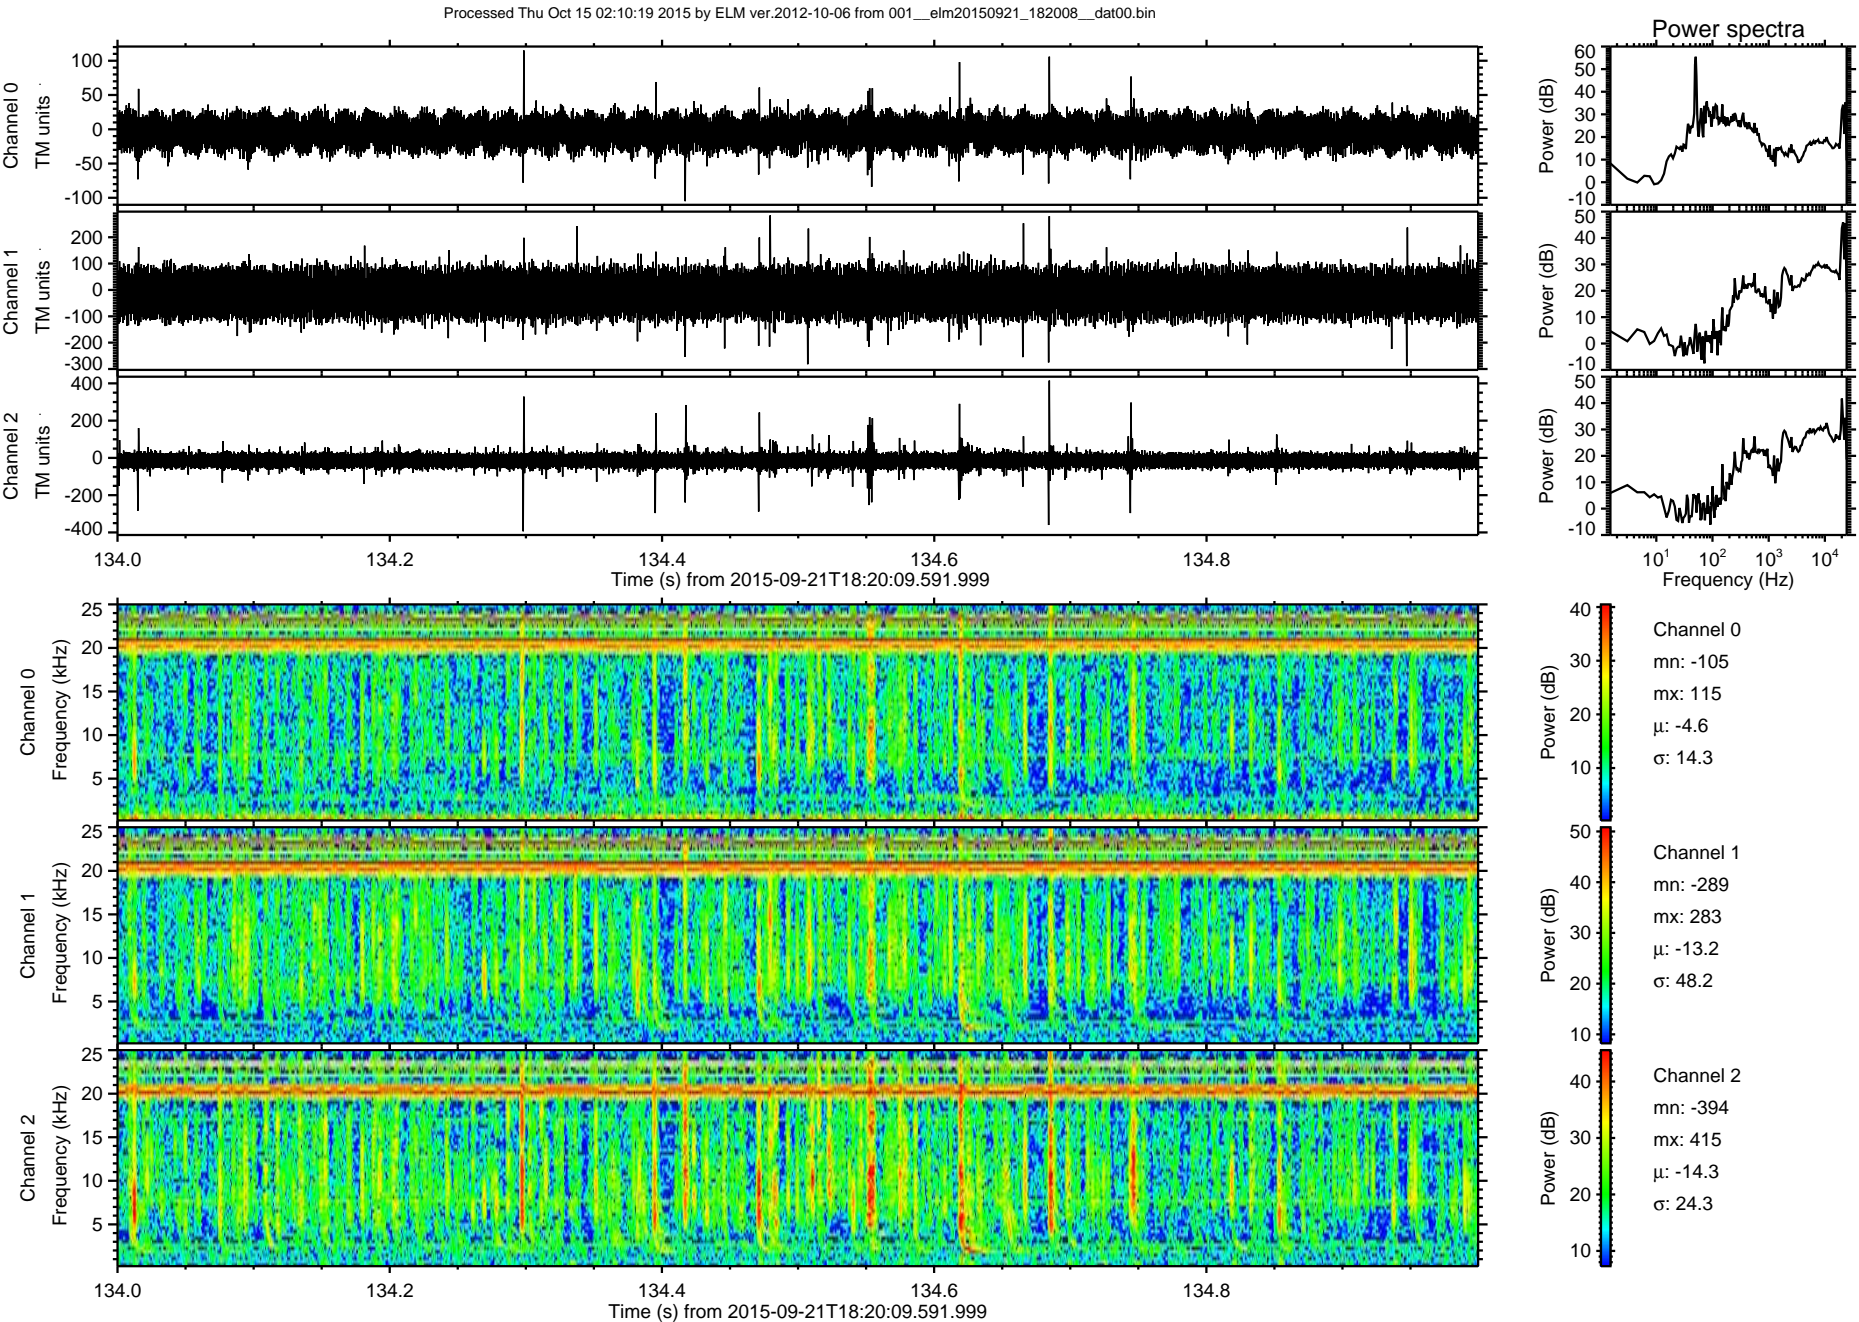 Processed Thu Oct 15 02:10:19 2015 by ELM ver.2012-10-06 from 001__elm20150921_182008__dat00.bin
Power spectra
Channel 0
TM units
100
50
0
-50
-100
Power (dB)
60
50
40
30
20
10
0
-10
Channel 1
TM units
200
100
0
-100
-200
-300
Power (dB)
50
40
30
20
10
0
-10
Channel 2
TM units
400
200
0
-200
-400
Power (dB)
50
40
30
20
10
0
-10
134.0 134.2 134.4 134.6 134.8
Time (s) from 2015-09-21T18:20:09.591.999
10¹ 10² 10³ 10⁴
Frequency (Hz)
Channel 0
Frequency (kHz)
25
20
15
10
5
Power (dB)
40
30
20
10
Channel 0
mn: -105
mx: 115
μ: -4.6
σ: 14.3
Channel 1
Frequency (kHz)
25
20
15
10
5
Power (dB)
50
40
30
20
10
Channel 1
mn: -289
mx: 283
μ: -13.2
σ: 48.2
Channel 2
Frequency (kHz)
25
20
15
10
5
Power (dB)
40
30
20
10
Channel 2
mn: -394
mx: 415
μ: -14.3
σ: 24.3
134.0 134.2 134.4 134.6 134.8
Time (s) from 2015-09-21T18:20:09.591.999